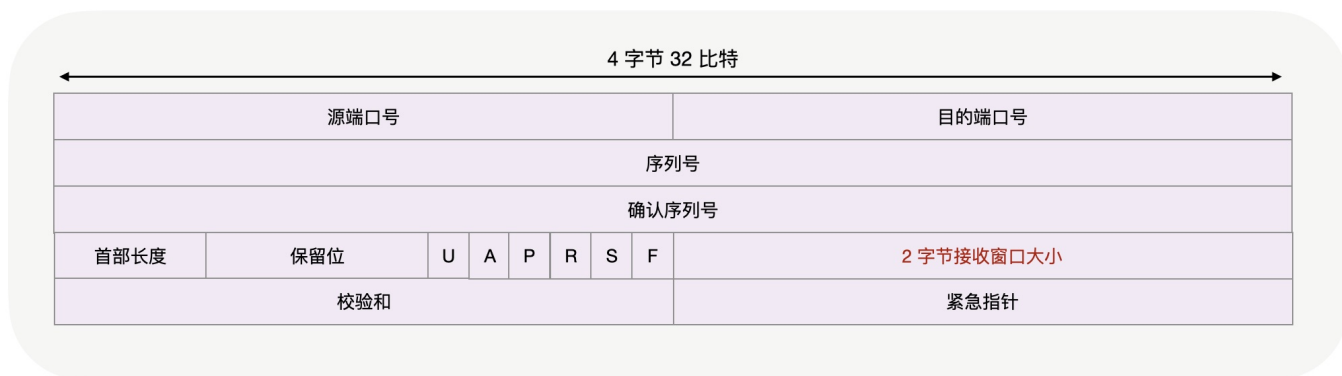 4 字节 32 比特
源端口号 目的端口号
序列号
确认序列号
首部长度 保留位 U A P R S F 2 字节接收窗口大小
校验和 紧急指针